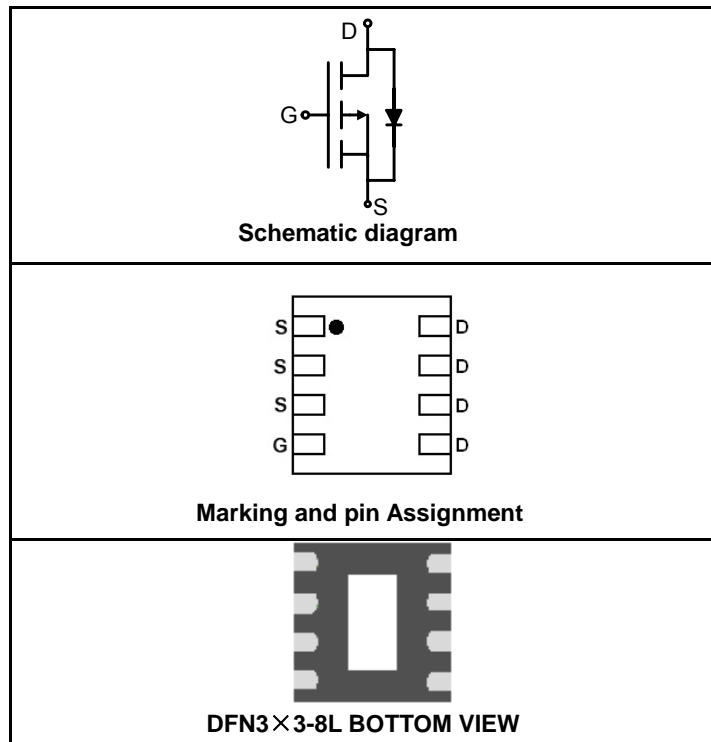 D
G
S
Schematic diagram
S D
S D
S D
G D
Marking and pin Assignment
DFN3×3-8L BOTTOM VIEW